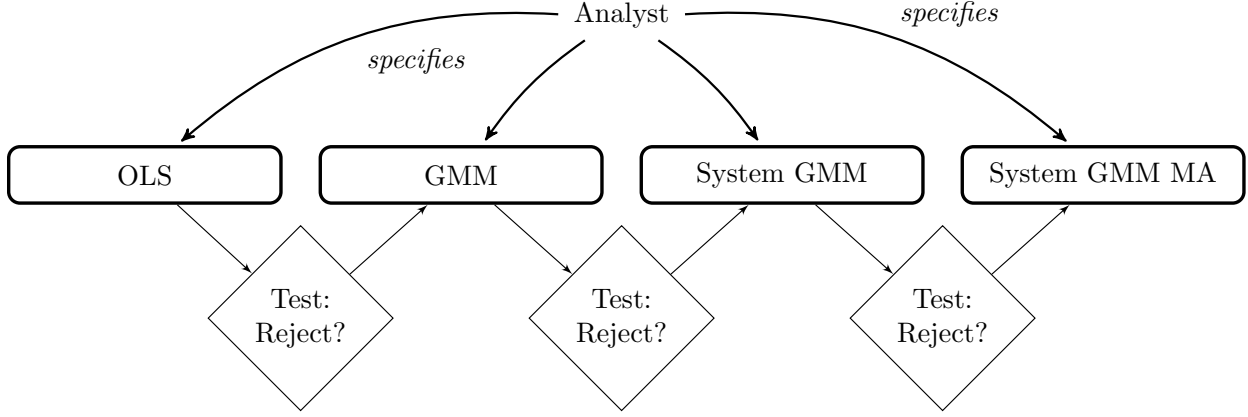 Analyst
specifies
specifies
OLS
GMM
System GMM
System GMM MA
Test:
Reject?
Test:
Reject?
Test:
Reject?